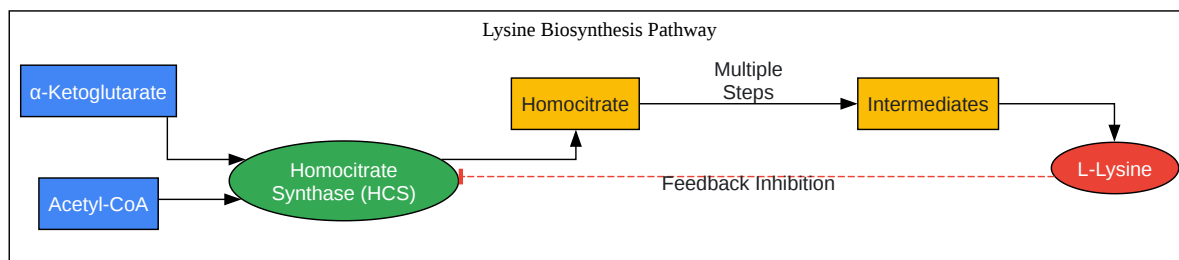 Lysine Biosynthesis Pathway
α-Ketoglutarate
Acetyl-CoA
Homocitrate
Synthase (HCS)
Homocitrate
Multiple
Steps
Intermediates
L-Lysine
Feedback Inhibition